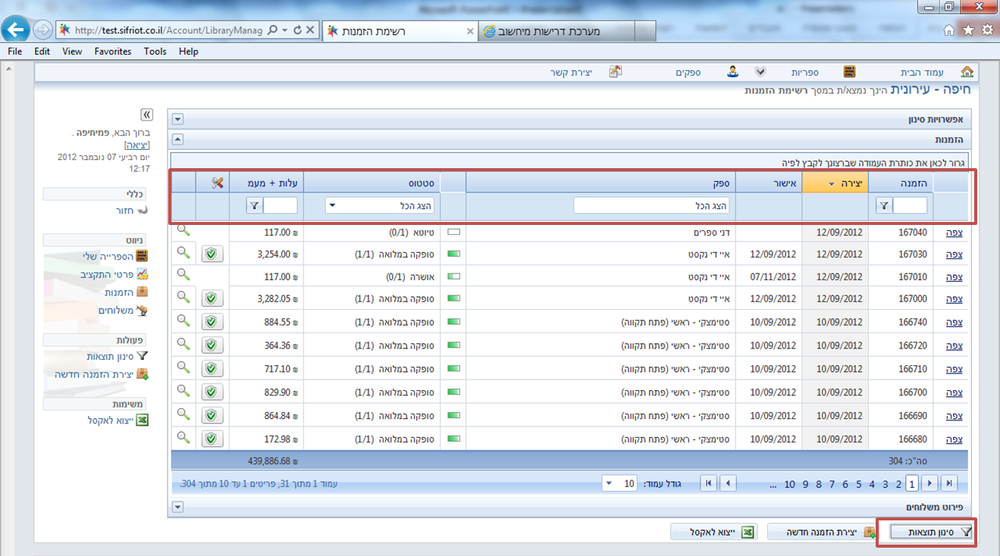 http://test.sifriot.co.il/Account/LibraryManag
רשימת הזמנות
מערכת דרישות מיחשוב
File Edit View Favorites Tools Help
עמוד הבית ספריות ספקים יצירת קשר
חיפה - עירונית הינך נמצא/ת במסך רשימת הזמנות
ברוך הבא, פמיחיפה .
[יציאה]
יום רביעי 07 נובמבר 2012
12:17
כללי
חזור
ניווט
הספרייה שלי
פרטי התקציב
הזמנות
משלוחים
פעולות
סינון תוצאות
יצירת הזמנה חדשה
משימות
ייצוא לאקסל
אפשרויות סינון
הזמנות
גרור לכאן את כותרת העמודה שברצונך לקבץ לפיה
הזמנה יצירה אישור ספק סטטוס עלות + מעמ
הצג הכל הצג הכל
צפה 167040 12/09/2012 דני ספרים טיוטא (0/1) 117.00 ₪
צפה 167030 12/09/2012 12/09/2012 איי די נקסט סופקה במלואה (1/1) 3,254.00 ₪
צפה 167010 12/09/2012 07/11/2012 איי די נקסט אושרה (0/1) 117.00 ₪
צפה 167000 12/09/2012 12/09/2012 איי די נקסט סופקה במלואה (1/1) 3,282.05 ₪
צפה 166740 10/09/2012 10/09/2012 סטימצקי - ראשי (פתח תקווה) סופקה במלואה (1/1) 884.55 ₪
צפה 166720 10/09/2012 10/09/2012 סטימצקי - ראשי (פתח תקווה) סופקה במלואה (1/1) 364.36 ₪
צפה 166710 10/09/2012 10/09/2012 סטימצקי - ראשי (פתח תקווה) סופקה במלואה (1/1) 717.10 ₪
צפה 166700 10/09/2012 10/09/2012 סטימצקי - ראשי (פתח תקווה) סופקה במלואה (1/1) 829.90 ₪
צפה 166690 10/09/2012 10/09/2012 סטימצקי - ראשי (פתח תקווה) סופקה במלואה (1/1) 864.84 ₪
צפה 166680 10/09/2012 10/09/2012 סטימצקי - ראשי (פתח תקווה) סופקה במלואה (1/1) 172.98 ₪
סה"כ: 304 439,886.68 ₪
1 2 3 4 5 6 7 8 9 10 ... גודל עמוד: 10 עמוד 1 מתוך 31, פריטים 1 עד 10 מתוך 304.
פירוט משלוחים
סינון תוצאות יצירת הזמנה חדשה ייצוא לאקסל